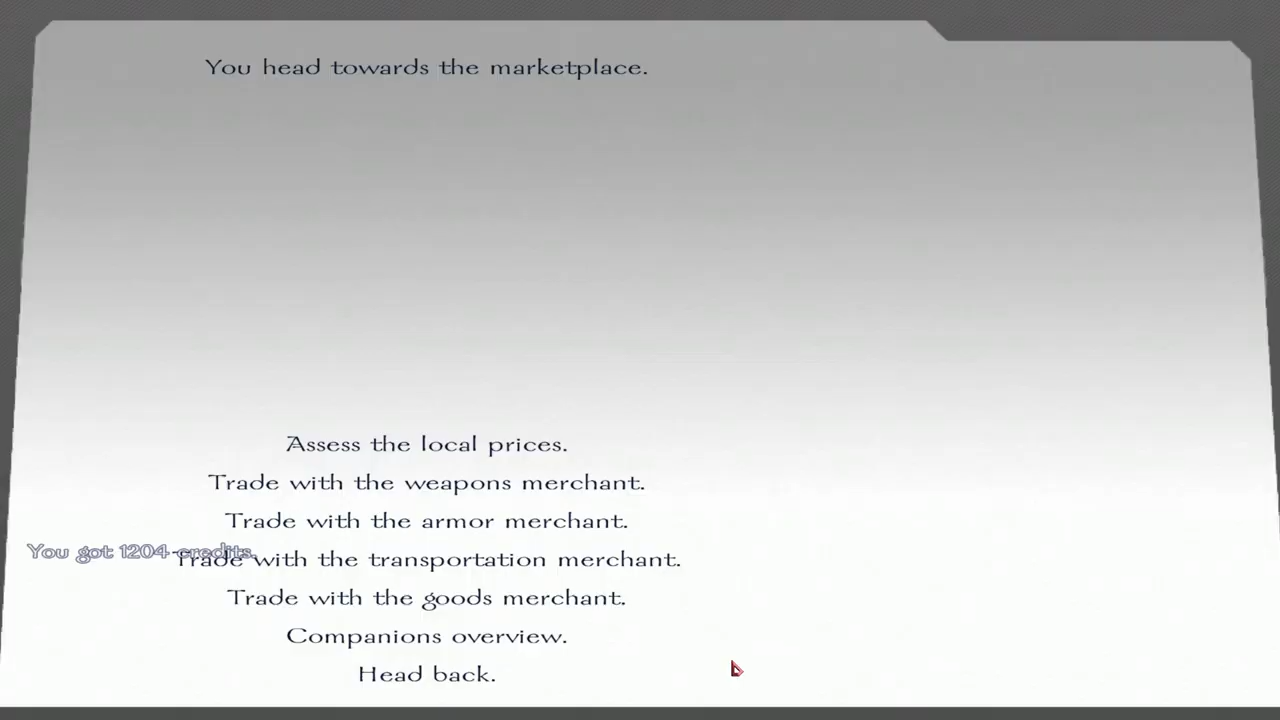 You head towards the marketplace.
Assess the local prices.
Trade with the weapons merchant.
Trade with the armor merchant.
You got 1204 credits.
Trade with the transportation merchant.
Trade with the goods merchant.
Companions overview.
Head back.